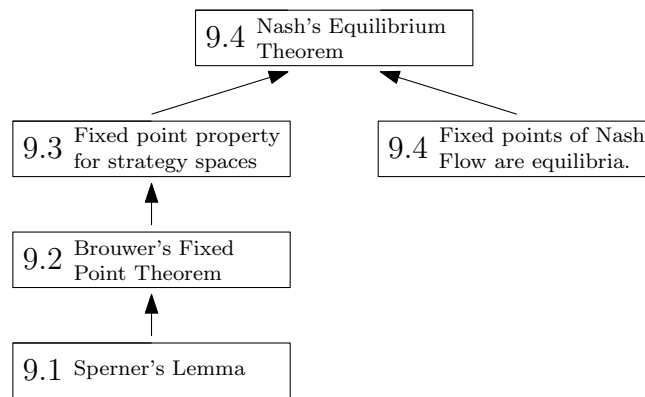 9.4 Nash's Equilibrium
Theorem
9.3 Fixed point property
for strategy spaces
9.4 Fixed points of Nash
Flow are equilibria.
9.2 Brouwer's Fixed
Point Theorem
9.1 Sperner's Lemma